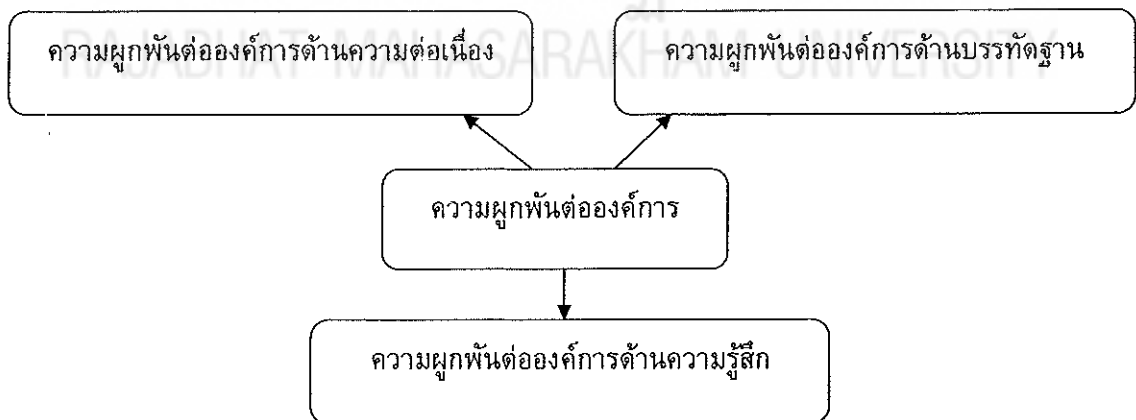 ความผูกพันต่อองค์การด้านความต่อเนื่อง
ความผูกพันต่อองค์การด้านบรรทัดฐาน
RAJABHAT MAHASARAKHAM UNIVERSITY
ความผูกพันต่อองค์การ
ความผูกพันต่อองค์การด้านความรู้สึก